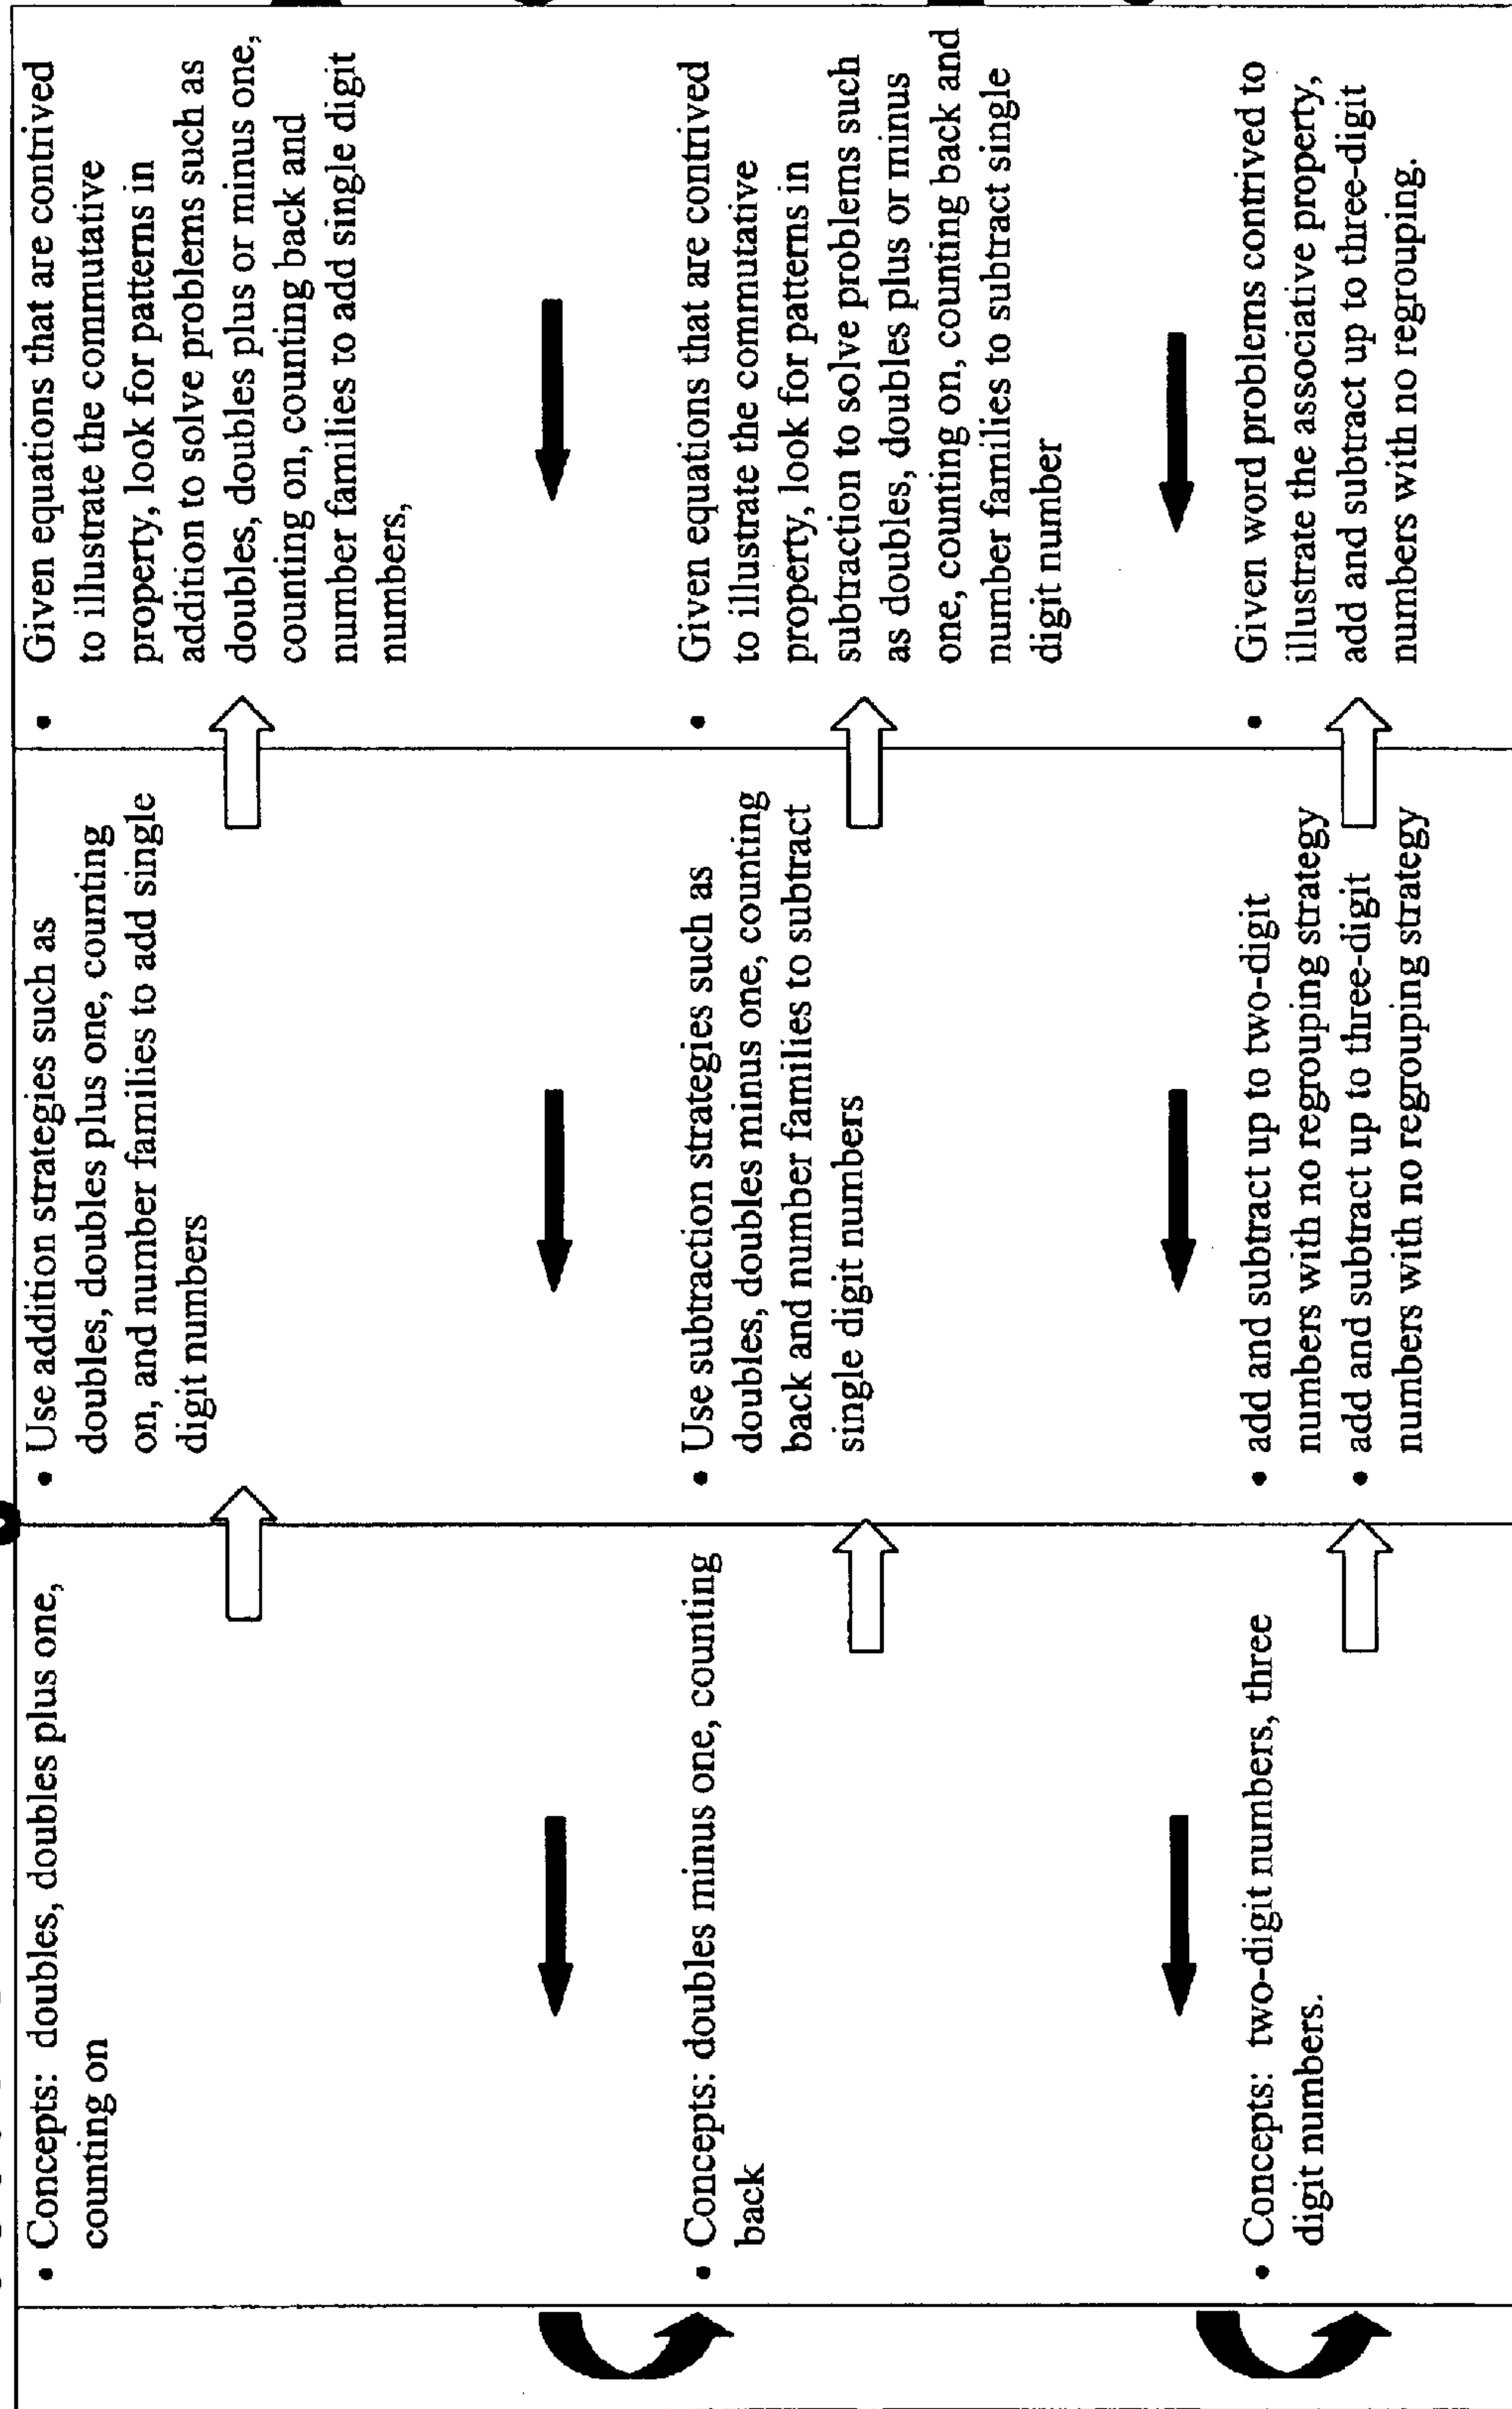 • Concepts: doubles, doubles plus one,
counting on
• Use addition strategies such as
doubles, doubles plus one, counting
on, and number families to add single
digit numbers
• Given equations that are contrived
to illustrate the commutative
property, look for patterns in
addition to solve problems such as
doubles, doubles plus or minus one,
counting on, counting back and
number families to add single digit
numbers,
• Concepts: doubles minus one, counting
back
• Use subtraction strategies such as
doubles, doubles minus one, counting
back and number families to subtract
single digit numbers
• Given equations that are contrived
to illustrate the commutative
property, look for patterns in
subtraction to solve problems such
as doubles, doubles plus or minus
one, counting on, counting back and
number families to subtract single
digit number
• Concepts: two-digit numbers, three
digit numbers.
• add and subtract up to two-digit
numbers with no regrouping strategy
• add and subtract up to three-digit
numbers with no regrouping strategy
• Given word problems contrived to
illustrate the associative property,
add and subtract up to three-digit
numbers with no regrouping.